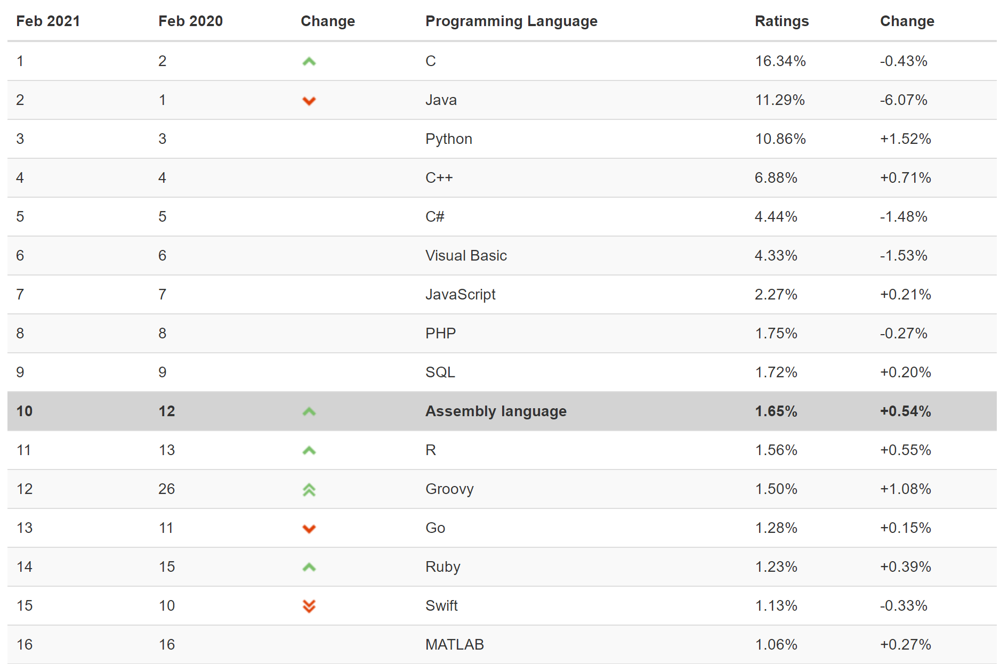 Feb 2021 Feb 2020 Change Programming Language Ratings Change
1 2 C 16.34% -0.43%
2 1 Java 11.29% -6.07%
3 3 Python 10.86% +1.52%
4 4 C++ 6.88% +0.71%
5 5 C# 4.44% -1.48%
6 6 Visual Basic 4.33% -1.53%
7 7 JavaScript 2.27% +0.21%
8 8 PHP 1.75% -0.27%
9 9 SQL 1.72% +0.20%
10 12 Assembly language 1.65% +0.54%
11 13 R 1.56% +0.55%
12 26 Groovy 1.50% +1.08%
13 11 Go 1.28% +0.15%
14 15 Ruby 1.23% +0.39%
15 10 Swift 1.13% -0.33%
16 16 MATLAB 1.06% +0.27%